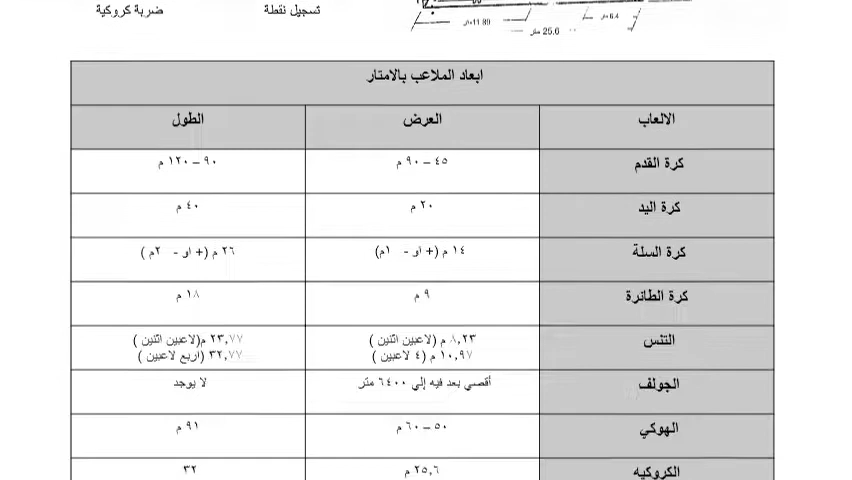 تسجيل نقطة
ضربة كروكية
11.89متر
6.4متر
25.6 متر
ابعاد الملاعب بالامتار
الالعاب العرض الطول
كرة القدم ٤٥ – ٩٠ م ٩٠ – ١٢٠ م
كرة اليد ٢٠ م ٤٠ م
كرة السلة ١٤ م (+ او - ١م) ٢٦ م (+ او - ٢م )
كرة الطائرة ٩ م ١٨ م
التنس ٨,٢٣ م (لاعبين اثنين ) ٢٣,٧٧ م(لاعبين اثنين )
١٠,٩٧ م (٤ لاعبين ) ٣٢,٧٧ (اربع لاعبين )
الجولف أقصي بعد فيه إلي ٦٤٠٠ متر لا يوجد
الهوكي ٥٠ – ٦٠ م ٩١ م
الكروكيه ٢٥,٦ م ٣٢